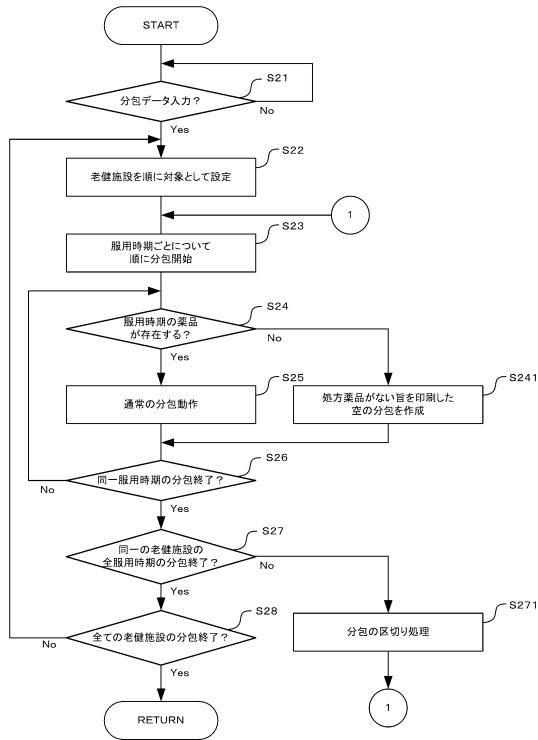 START
S21
分包データ入力？
No
Yes
S22
老健施設を順に対象として設定
1
S23
服用時期ごとについて
順に分包開始
S24
服用時期の薬品
が存在する？
No
Yes
S25
通常の分包動作
S241
処方薬品がない旨を印刷した
空の分包を作成
S26
同一服用時期の分包終了？
No
Yes
S27
同一の老健施設の
全服用時期の分包終了？
No
Yes
S28
全ての老健施設の分包終了？
No
Yes
S271
分包の区切り処理
1
RETURN